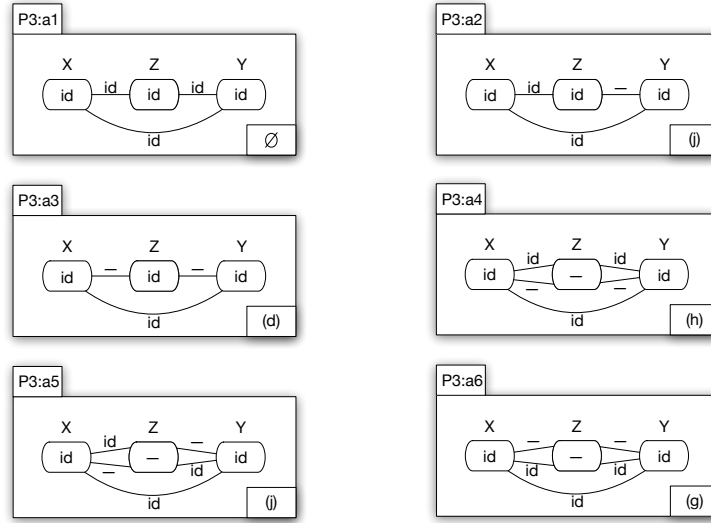 P3:a1
X Z Y
id id
id id id
id
∅
P3:a2
X Z Y
id –
id id id
id
(j)
P3:a3
X Z Y
– –
id id id
id
(d)
P3:a4
X Z Y
id id
id – id
– –
id
(h)
P3:a5
X Z Y
id –
id – id
– id
id
(j)
P3:a6
X Z Y
– –
id – id
id id
id
(g)